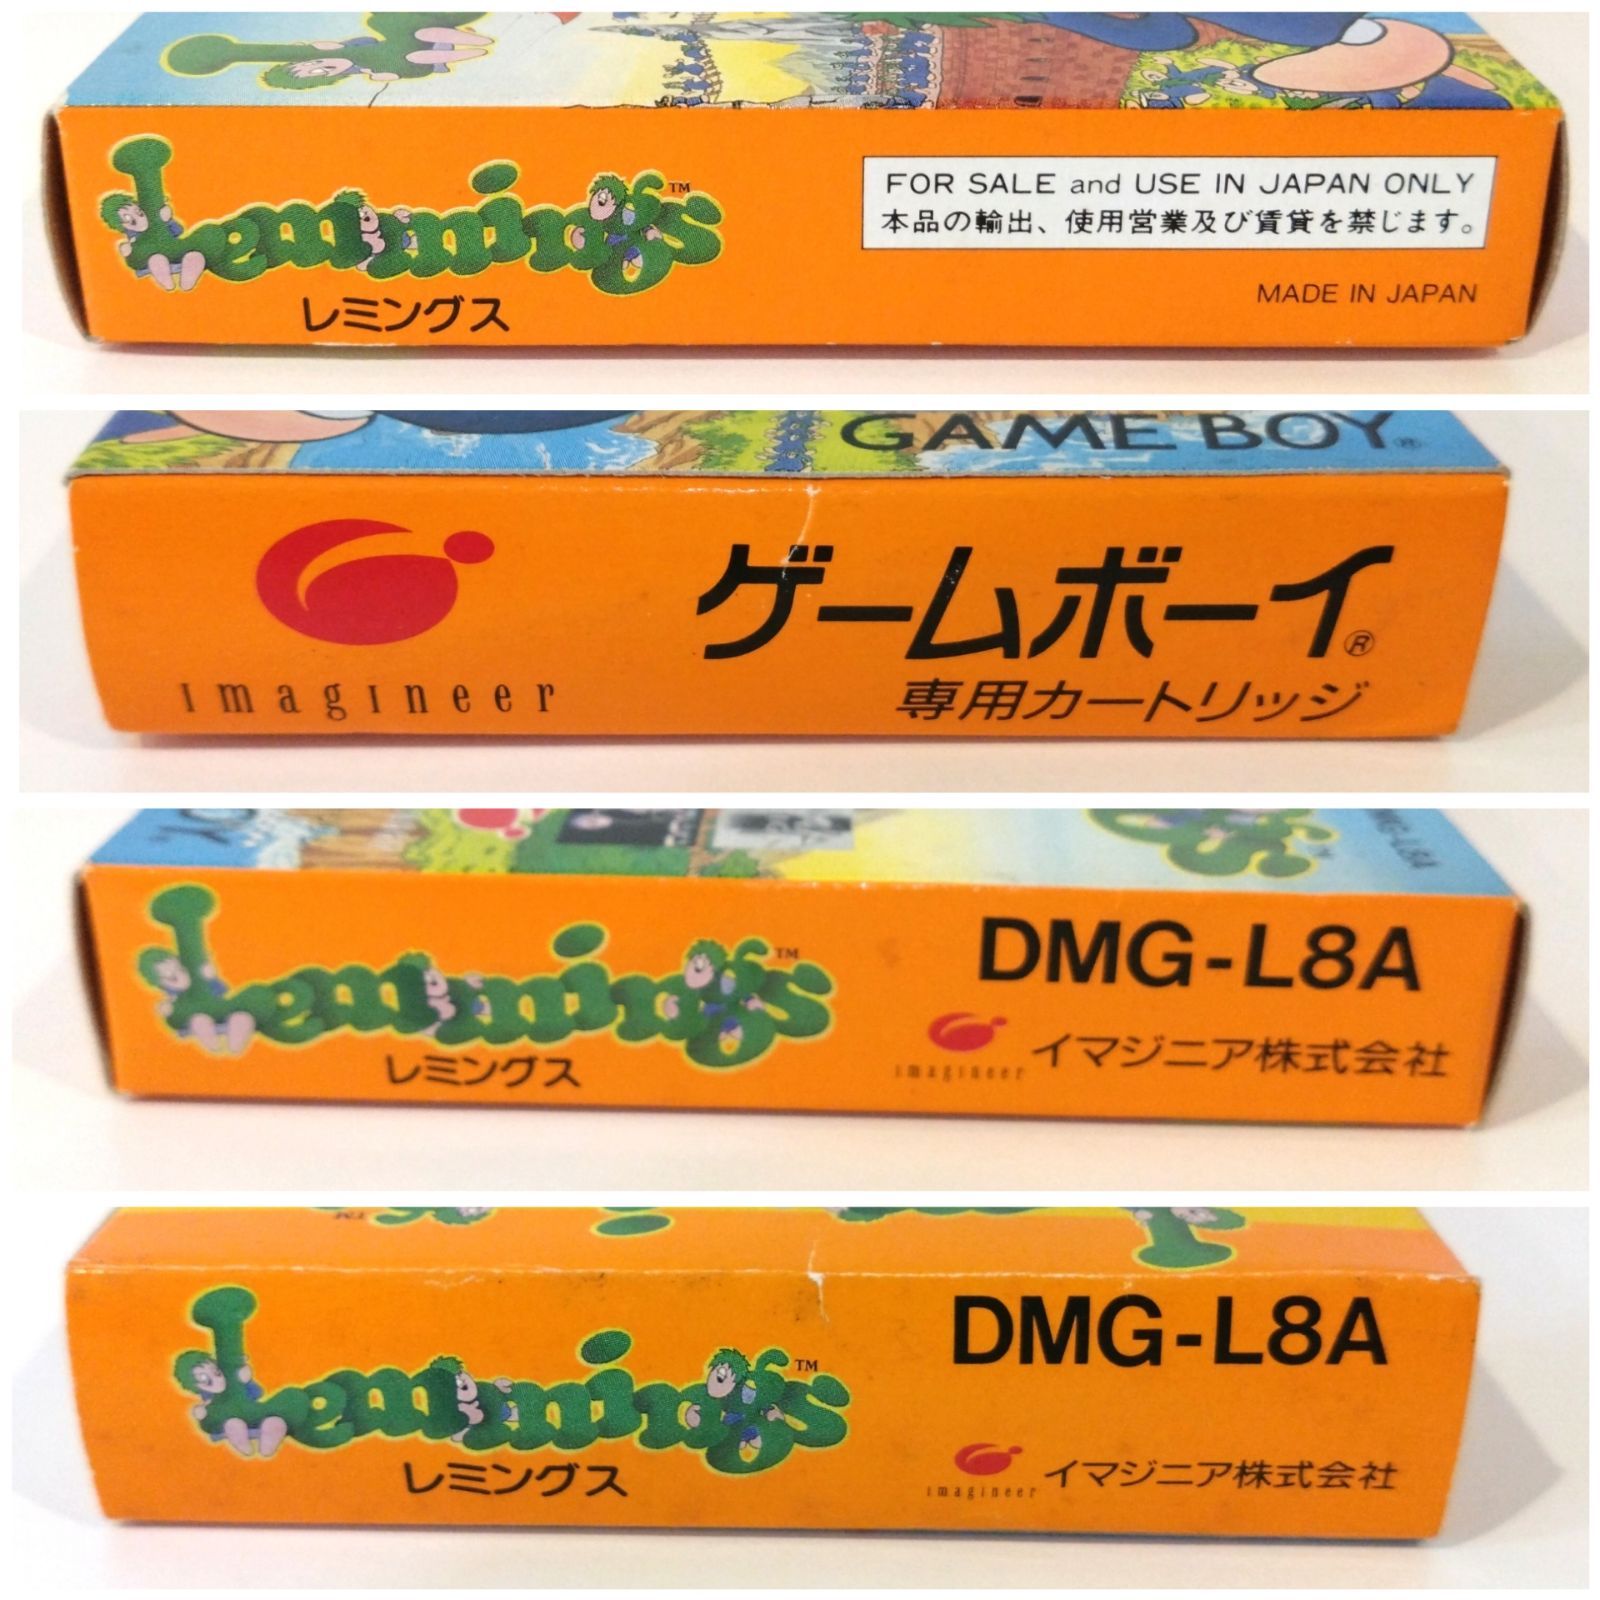 Lemmings™
レミングス
FOR SALE and USE IN JAPAN ONLY
本品の輸出、使用営業及び賃貸を禁じます。
MADE IN JAPAN
GAME BOY®
imagineer
ゲームボーイ®
専用カートリッジ
DMG-L8A
Lemmings™
レミングス
DMG-L8A
imagineer イマジニア株式会社
TM
Lemmings™
レミングス
DMG-L8A
imagineer イマジニア株式会社